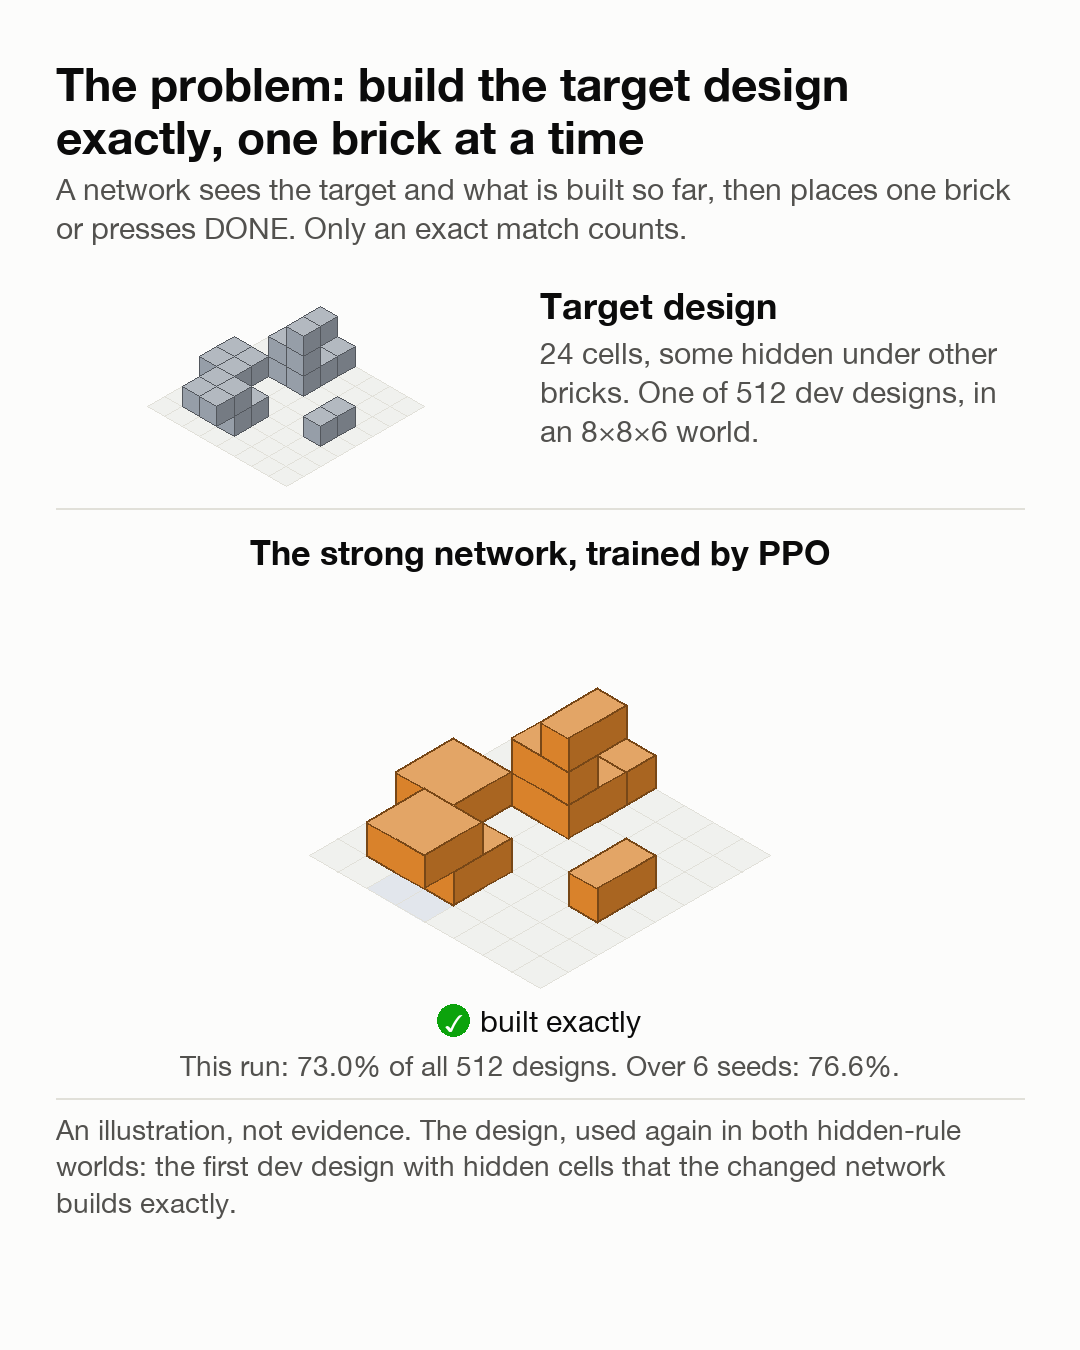 The problem: build the target design
exactly, one brick at a time
A network sees the target and what is built so far, then places one brick
or presses DONE. Only an exact match counts.
Target design
24 cells, some hidden under other
bricks. One of 512 dev designs, in
an 8×8×6 world.
The strong network, trained by PPO
✓ built exactly
This run: 73.0% of all 512 designs. Over 6 seeds: 76.6%.
An illustration, not evidence. The design, used again in both hidden-rule
worlds: the first dev design with hidden cells that the changed network
builds exactly.